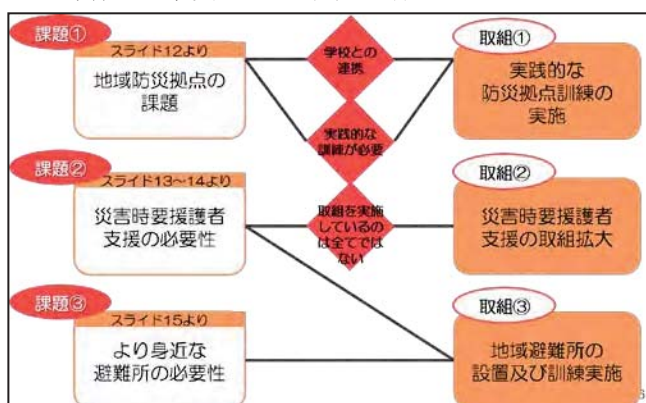 課題①
スライド12より
地域防災拠点の
課題
学校との
連携
実践的な
訓練が必要
取組①
実践的な
防災拠点訓練の
実施
課題②
スライド13～14より
災害時要援護者
支援の必要性
取組を実施
しているの
は全てでは
ない
取組②
災害時要援護者
支援の取組拡大
課題③
スライド15より
より身近な
避難所の必要性
取組③
地域避難所の
設置及び訓練実施
6